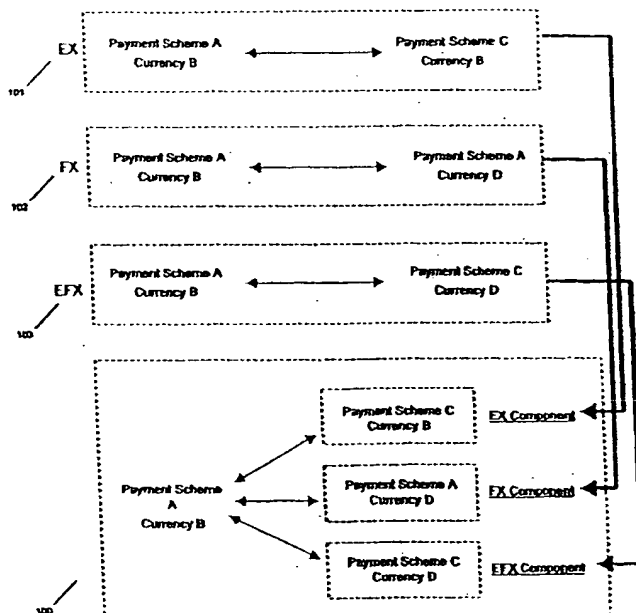 EX
Payment Scheme A
Currency B
Payment Scheme C
Currency B
101
FX
Payment Scheme A
Currency B
Payment Scheme A
Currency D
102
EFX
Payment Scheme A
Currency B
Payment Scheme C
Currency D
103
Payment Scheme C
Currency B
EX Component
Payment Scheme
A
Currency B
Payment Scheme A
Currency D
FX Component
Payment Scheme C
Currency D
EFX Component